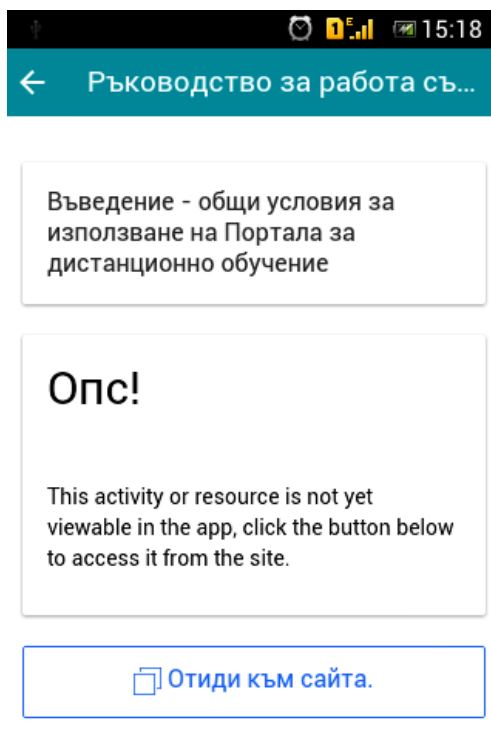 1 E 15:18
Ръководство за работа съ...
Въведение - общи условия за
използване на Портала за
дистанционно обучение
Опс!
This activity or resource is not yet
viewable in the app, click the button below
to access it from the site.
Отиди към сайта.